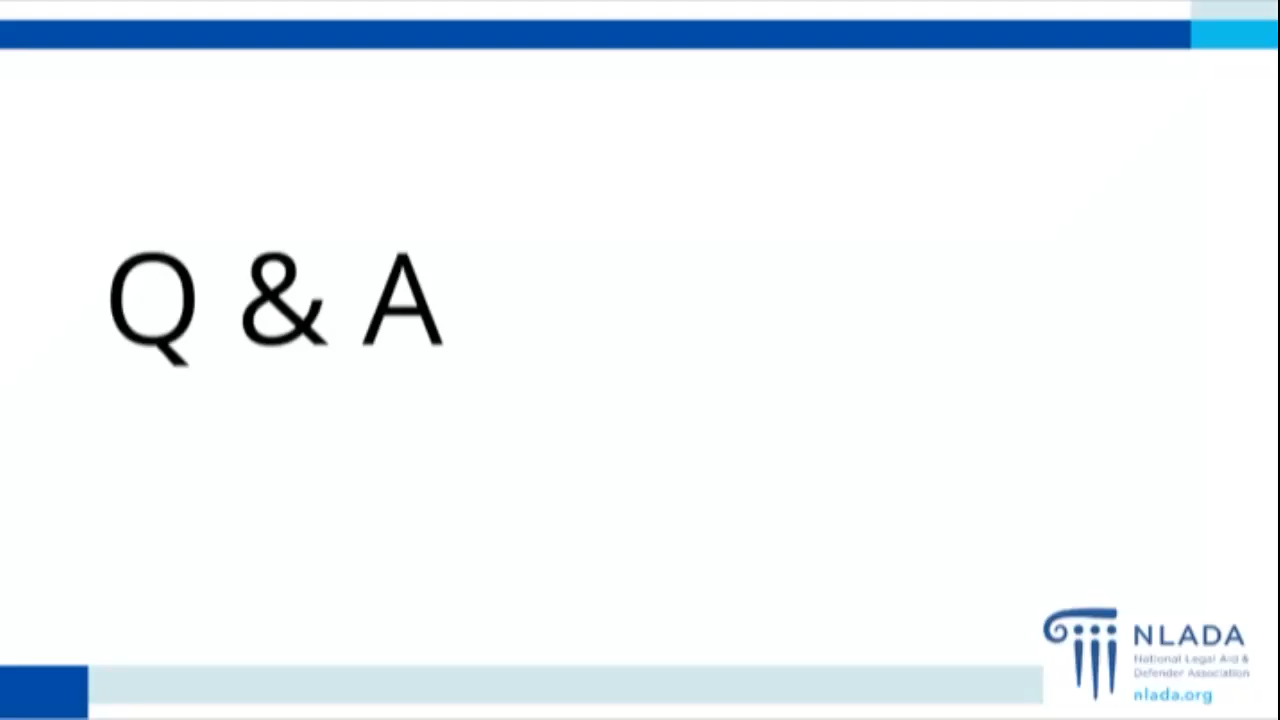 Q & A
NLADA
National Legal Aid &
Defender Association
nlada.org